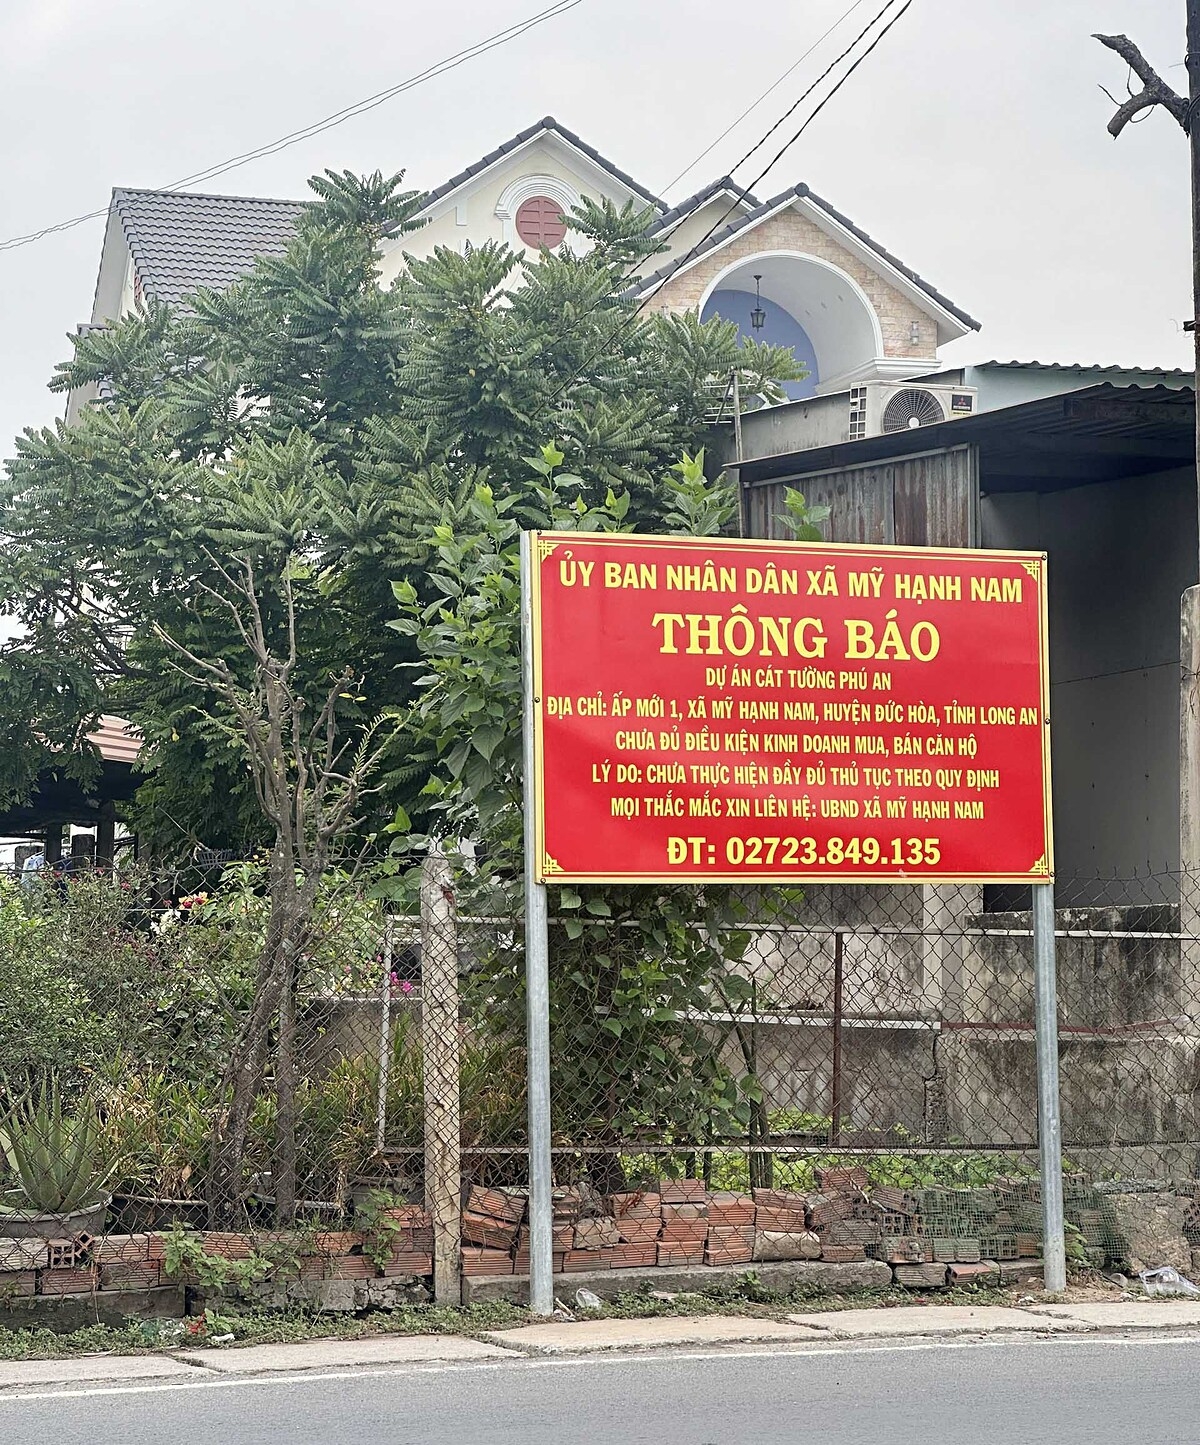 ỦY BAN NHÂN DÂN XÃ MỸ HẠNH NAM
THÔNG BÁO
DỰ ÁN CÁT TƯỜNG PHÚ AN
ĐỊA CHỈ: ẤP MỚI 1, XÃ MỸ HẠNH NAM, HUYỆN ĐỨC HÒA, TỈNH LONG AN
CHƯA ĐỦ ĐIỀU KIỆN KINH DOANH MUA, BÁN CĂN HỘ
LÝ DO: CHƯA THỰC HIỆN ĐẦY ĐỦ THỦ TỤC THEO QUY ĐỊNH
MỌI THẮC MẮC XIN LIÊN HỆ: UBND XÃ MỸ HẠNH NAM
ĐT: 02723.849.135